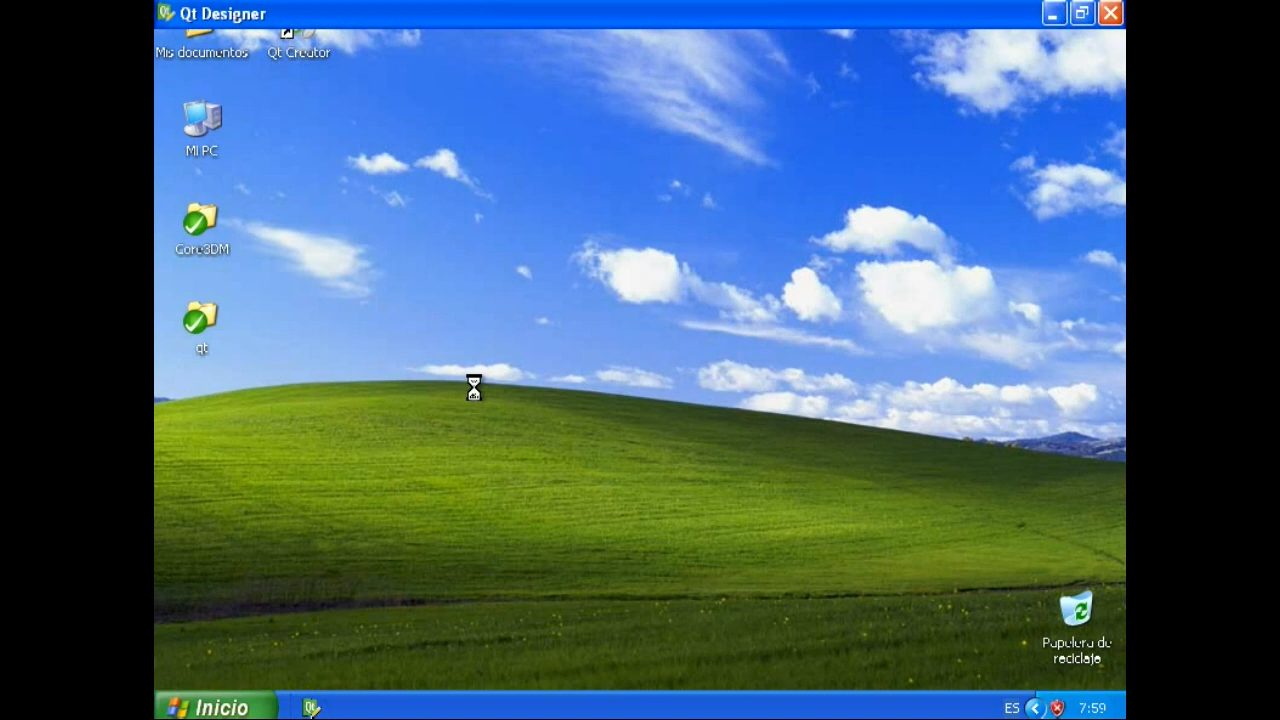 Qt Designer
Mis documentos
Qt Creator
Mi PC
Core3DM
qt
Papelera de
reciclaje
Inicio
ES
7:59